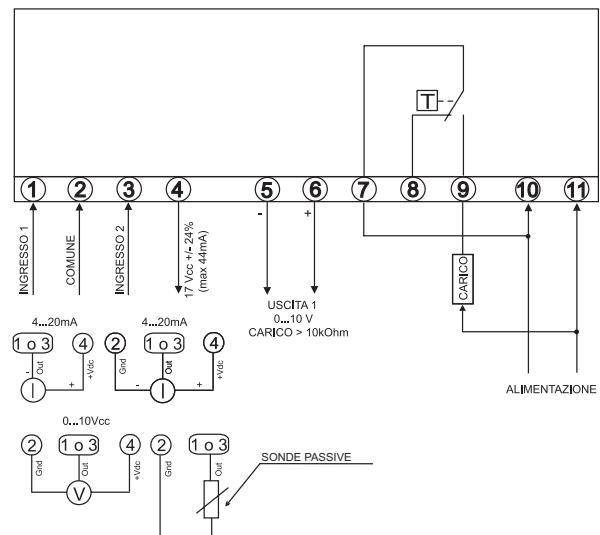 T
1 2 3 4 5 6 7 8 9 10 11
- +
INGRESSO 1
COMUNE
INGRESSO 2
17 Vcc +/- 24%
(max 44mA)
CARICO
USCITA 1
0...10 V
CARICO > 10kOhm
ALIMENTAZIONE
4...20mA
1 o 3 4
Out +Vdc
- I +
4...20mA
2 1 o 3 4
Gnd Out +Vdc
- I +
0...10Vcc
2 1 o 3 4
Gnd Out +Vdc
V
2 1 o 3
Gnd Out
SONDE PASSIVE